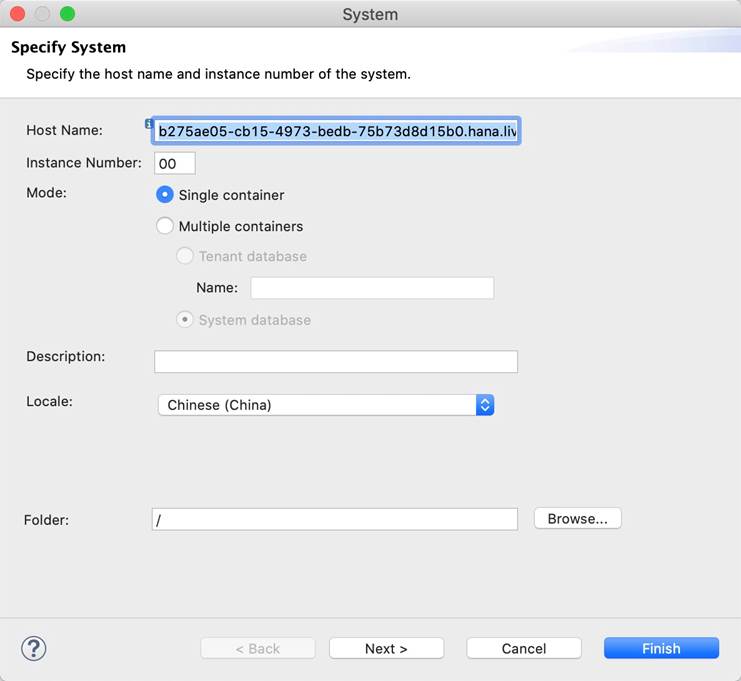 System
Specify System
Specify the host name and instance number of the system.
Host Name: b275ae05-cb15-4973-bedb-75b73d8d15b0.hana.liv
Instance Number: 00
Mode: Single container
Multiple containers
Tenant database
Name:
System database
Description:
Locale: Chinese (China)
Folder: / Browse...
? < Back Next > Cancel Finish